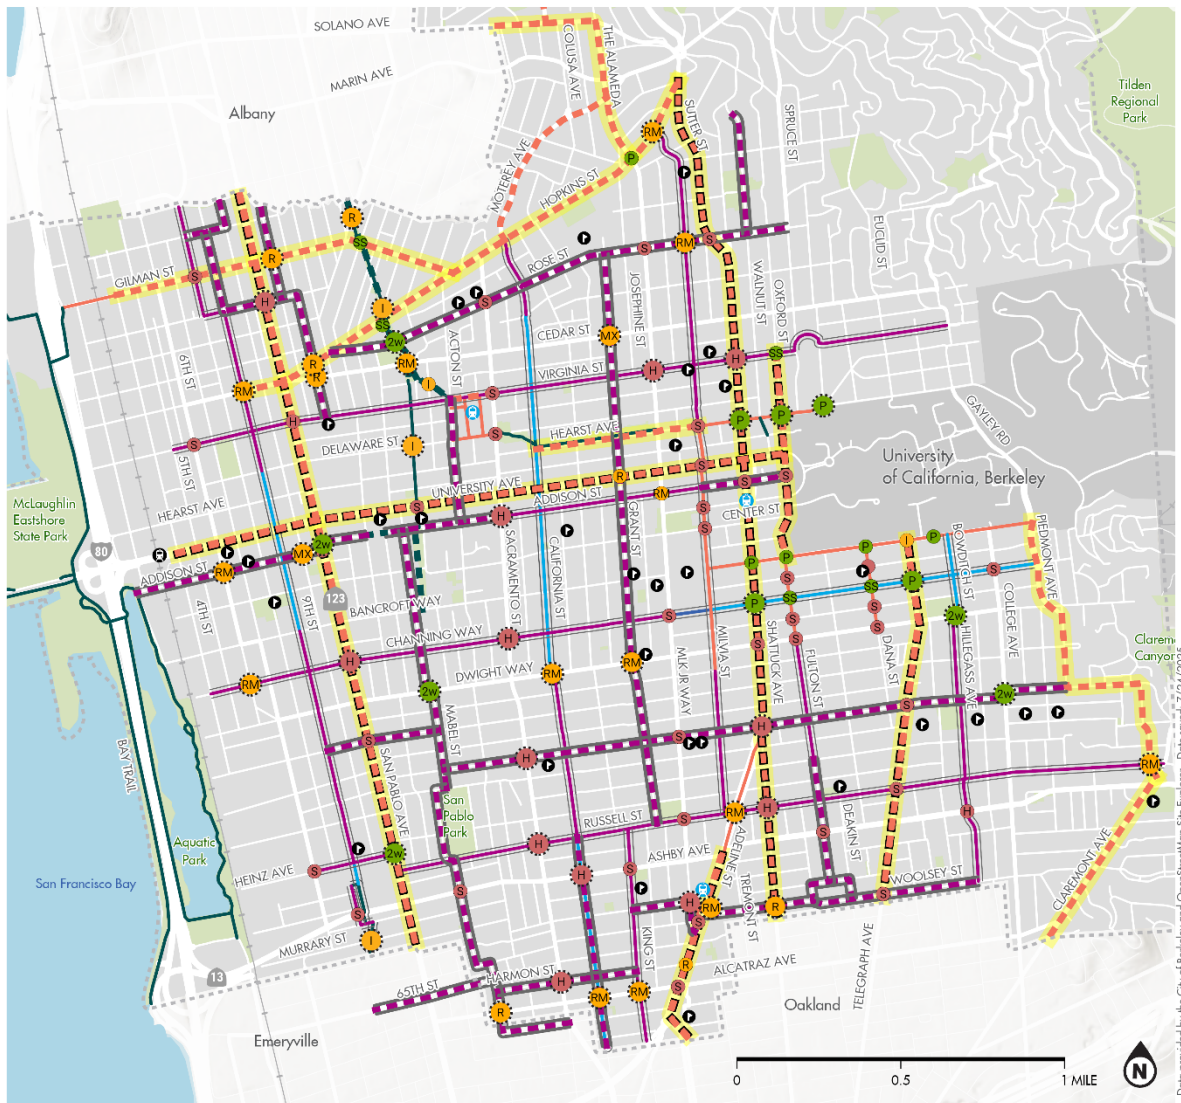 SOLANO AVE
COLUSA AVE
THE ALAMEDA
MARIN AVE
Albany
Tilden
Regional
Park
SUTTER ST
SPRUCE ST
MOTEREY AVE
HOPKINS ST
EUCLID ST
ROSE ST
GILMAN ST
WALNUT ST
OXFORD ST
JOSEPHINE ST
CEDAR ST
ACTON ST
VIRGINIA ST
6TH ST
5TH ST
DELAWARE ST
HEARST AVE
GAYLEY RD
University
of California, Berkeley
UNIVERSITY AVE
ADDISON ST
HEARST AVE
McLaughlin
Eastshore
State Park
80
CENTER ST
GRANT ST
SACRAMENTO ST
CALIFORNIA ST
ADDISON ST
4TH ST
9TH ST
123
BANCROFT WAY
CHANNING WAY
DWIGHT WAY
MLK JR WAY
MILVIA ST
SHATTUCK AVE
FULTON ST
DANA ST
BOWDITCH ST
HILLEGASS AVE
COLLEGE AVE
PIEDMONT AVE
Claremo
Canyon
BAY TRAIL
MABEL ST
SAN PABLO AVE
San
Pablo
Park
RUSSELL ST
ASHBY AVE
ADELINE ST
TREMONT ST
DEAKIN ST
WOOLSEY ST
CLAREMONT AVE
Aquatic
Park
San Francisco Bay
HEINZ AVE
MURRARY ST
13
65TH ST
HARMON ST
KING ST
ALCATRAZ AVE
TELEGRAPH AVE
Oakland
Emeryville
0
0.5
1 MILE
N
R
RM
P
S
SS
H
I
2w
MX